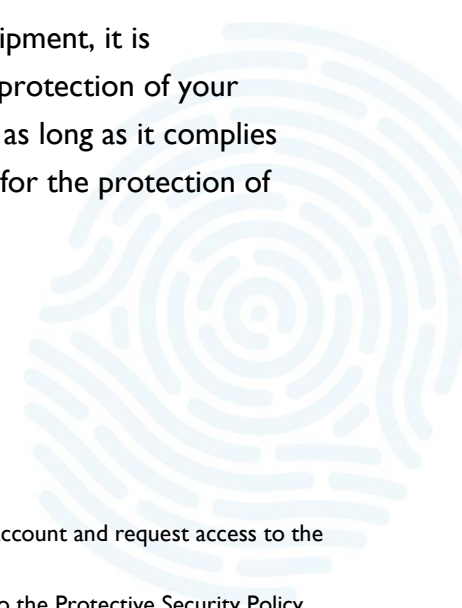 ipment, it is
protection of your
as long as it complies
for the protection of
account and request access to the
o the Protective Security Policy